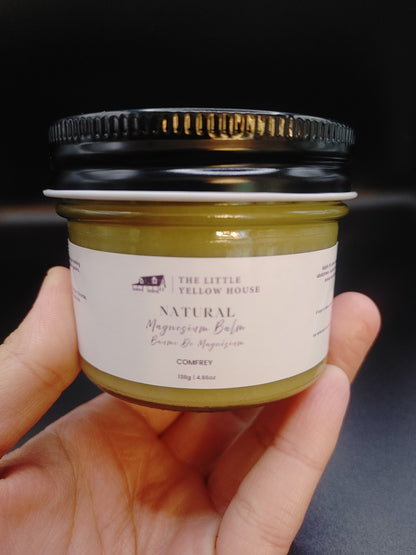 THE LITTLE
YELLOW HOUSE
NATURAL
Magnesium Balm
Baume De Magnésium
COMFREY
138g | 4.86oz